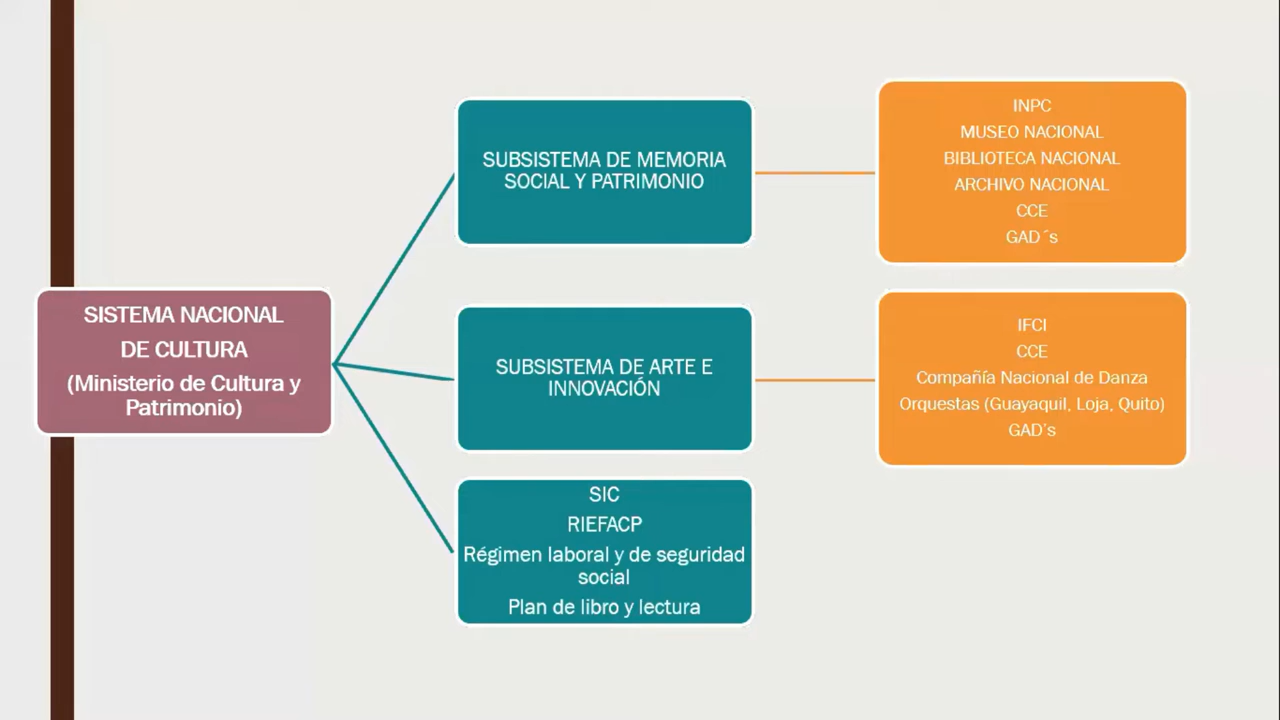 SISTEMA NACIONAL
DE CULTURA
(Ministerio de Cultura y
Patrimonio)
SUBSISTEMA DE MEMORIA
SOCIAL Y PATRIMONIO
INPC
MUSEO NACIONAL
BIBLIOTECA NACIONAL
ARCHIVO NACIONAL
CCE
GAD´s
SUBSISTEMA DE ARTE E
INNOVACIÓN
IFCI
CCE
Compañía Nacional de Danza
Orquestas (Guayaquil, Loja, Quito)
GAD's
SIC
RIEFACP
Régimen laboral y de seguridad
social
Plan de libro y lectura